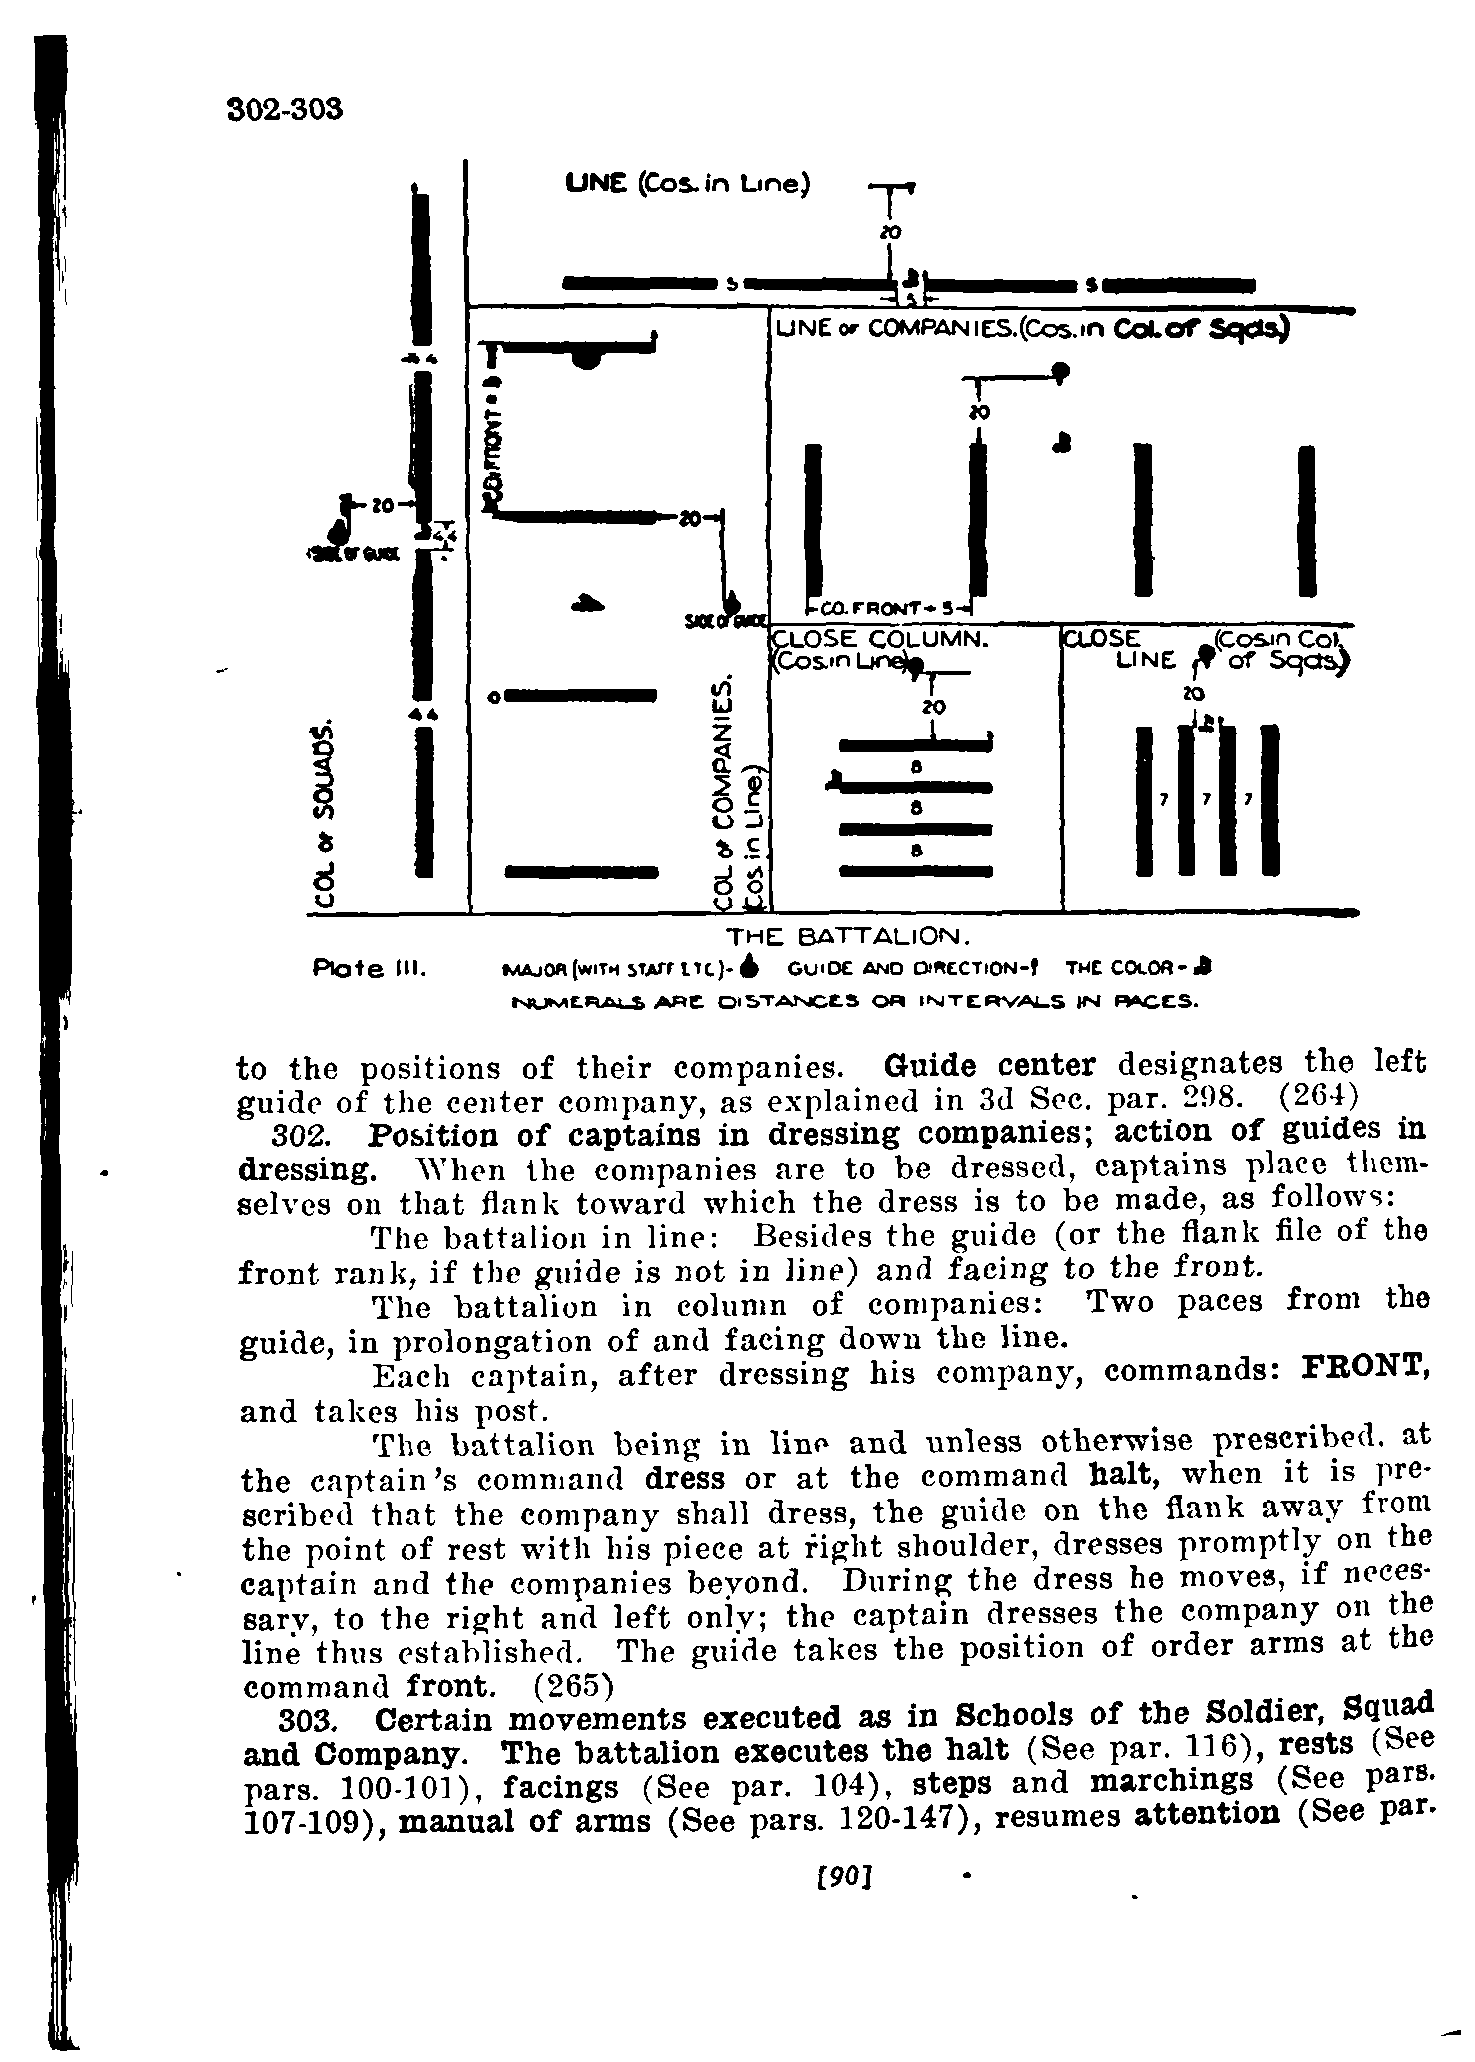 302-303
LINE (Cos. in Line)
20
5
5
5
LINE OF COMPANIES. (Cos. in Col. of Sqds.)
20
CO. FRONT + 5
COL OF SQUADS.
4 4
20
SIDE OF GUIDE
4 4
4 4
CO. FRONT +
20
SIDE OF GUIDE
COL OF COMPANIES.
(Cos. in Line)
CLOSE COLUMN.
(Cos. in Line)
20
8
8
8
CLOSE (Cos. in Col.
LINE of Sqds.)
20
7 7 7
THE BATTALION.
Plate III. MAJOR (WITH STAFF ETC.)- GUIDE AND DIRECTION- THE COLOR-
NUMERALS ARE DISTANCES OR INTERVALS IN PACES.
to the positions of their companies. Guide center designates the left
guide of the center company, as explained in 3d Sec. par. 298. (264)
302. Position of captains in dressing companies; action of guides in
dressing. When the companies are to be dressed, captains place them-
selves on that flank toward which the dress is to be made, as follows:
The battalion in line: Besides the guide (or the flank file of the
front rank, if the guide is not in line) and facing to the front.
The battalion in column of companies: Two paces from the
guide, in prolongation of and facing down the line.
Each captain, after dressing his company, commands: FRONT,
and takes his post.
The battalion being in line and unless otherwise prescribed. at
the captain's command dress or at the command halt, when it is pre-
scribed that the company shall dress, the guide on the flank away from
the point of rest with his piece at right shoulder, dresses promptly on the
captain and the companies beyond. During the dress he moves, if neces-
sary, to the right and left only; the captain dresses the company on the
line thus established. The guide takes the position of order arms at the
command front. (265)
303. Certain movements executed as in Schools of the Soldier, Squad
and Company. The battalion executes the halt (See par. 116), rests (See
pars. 100-101), facings (See par. 104), steps and marchings (See pars.
107-109), manual of arms (See pars. 120-147), resumes attention (See par.
[90]